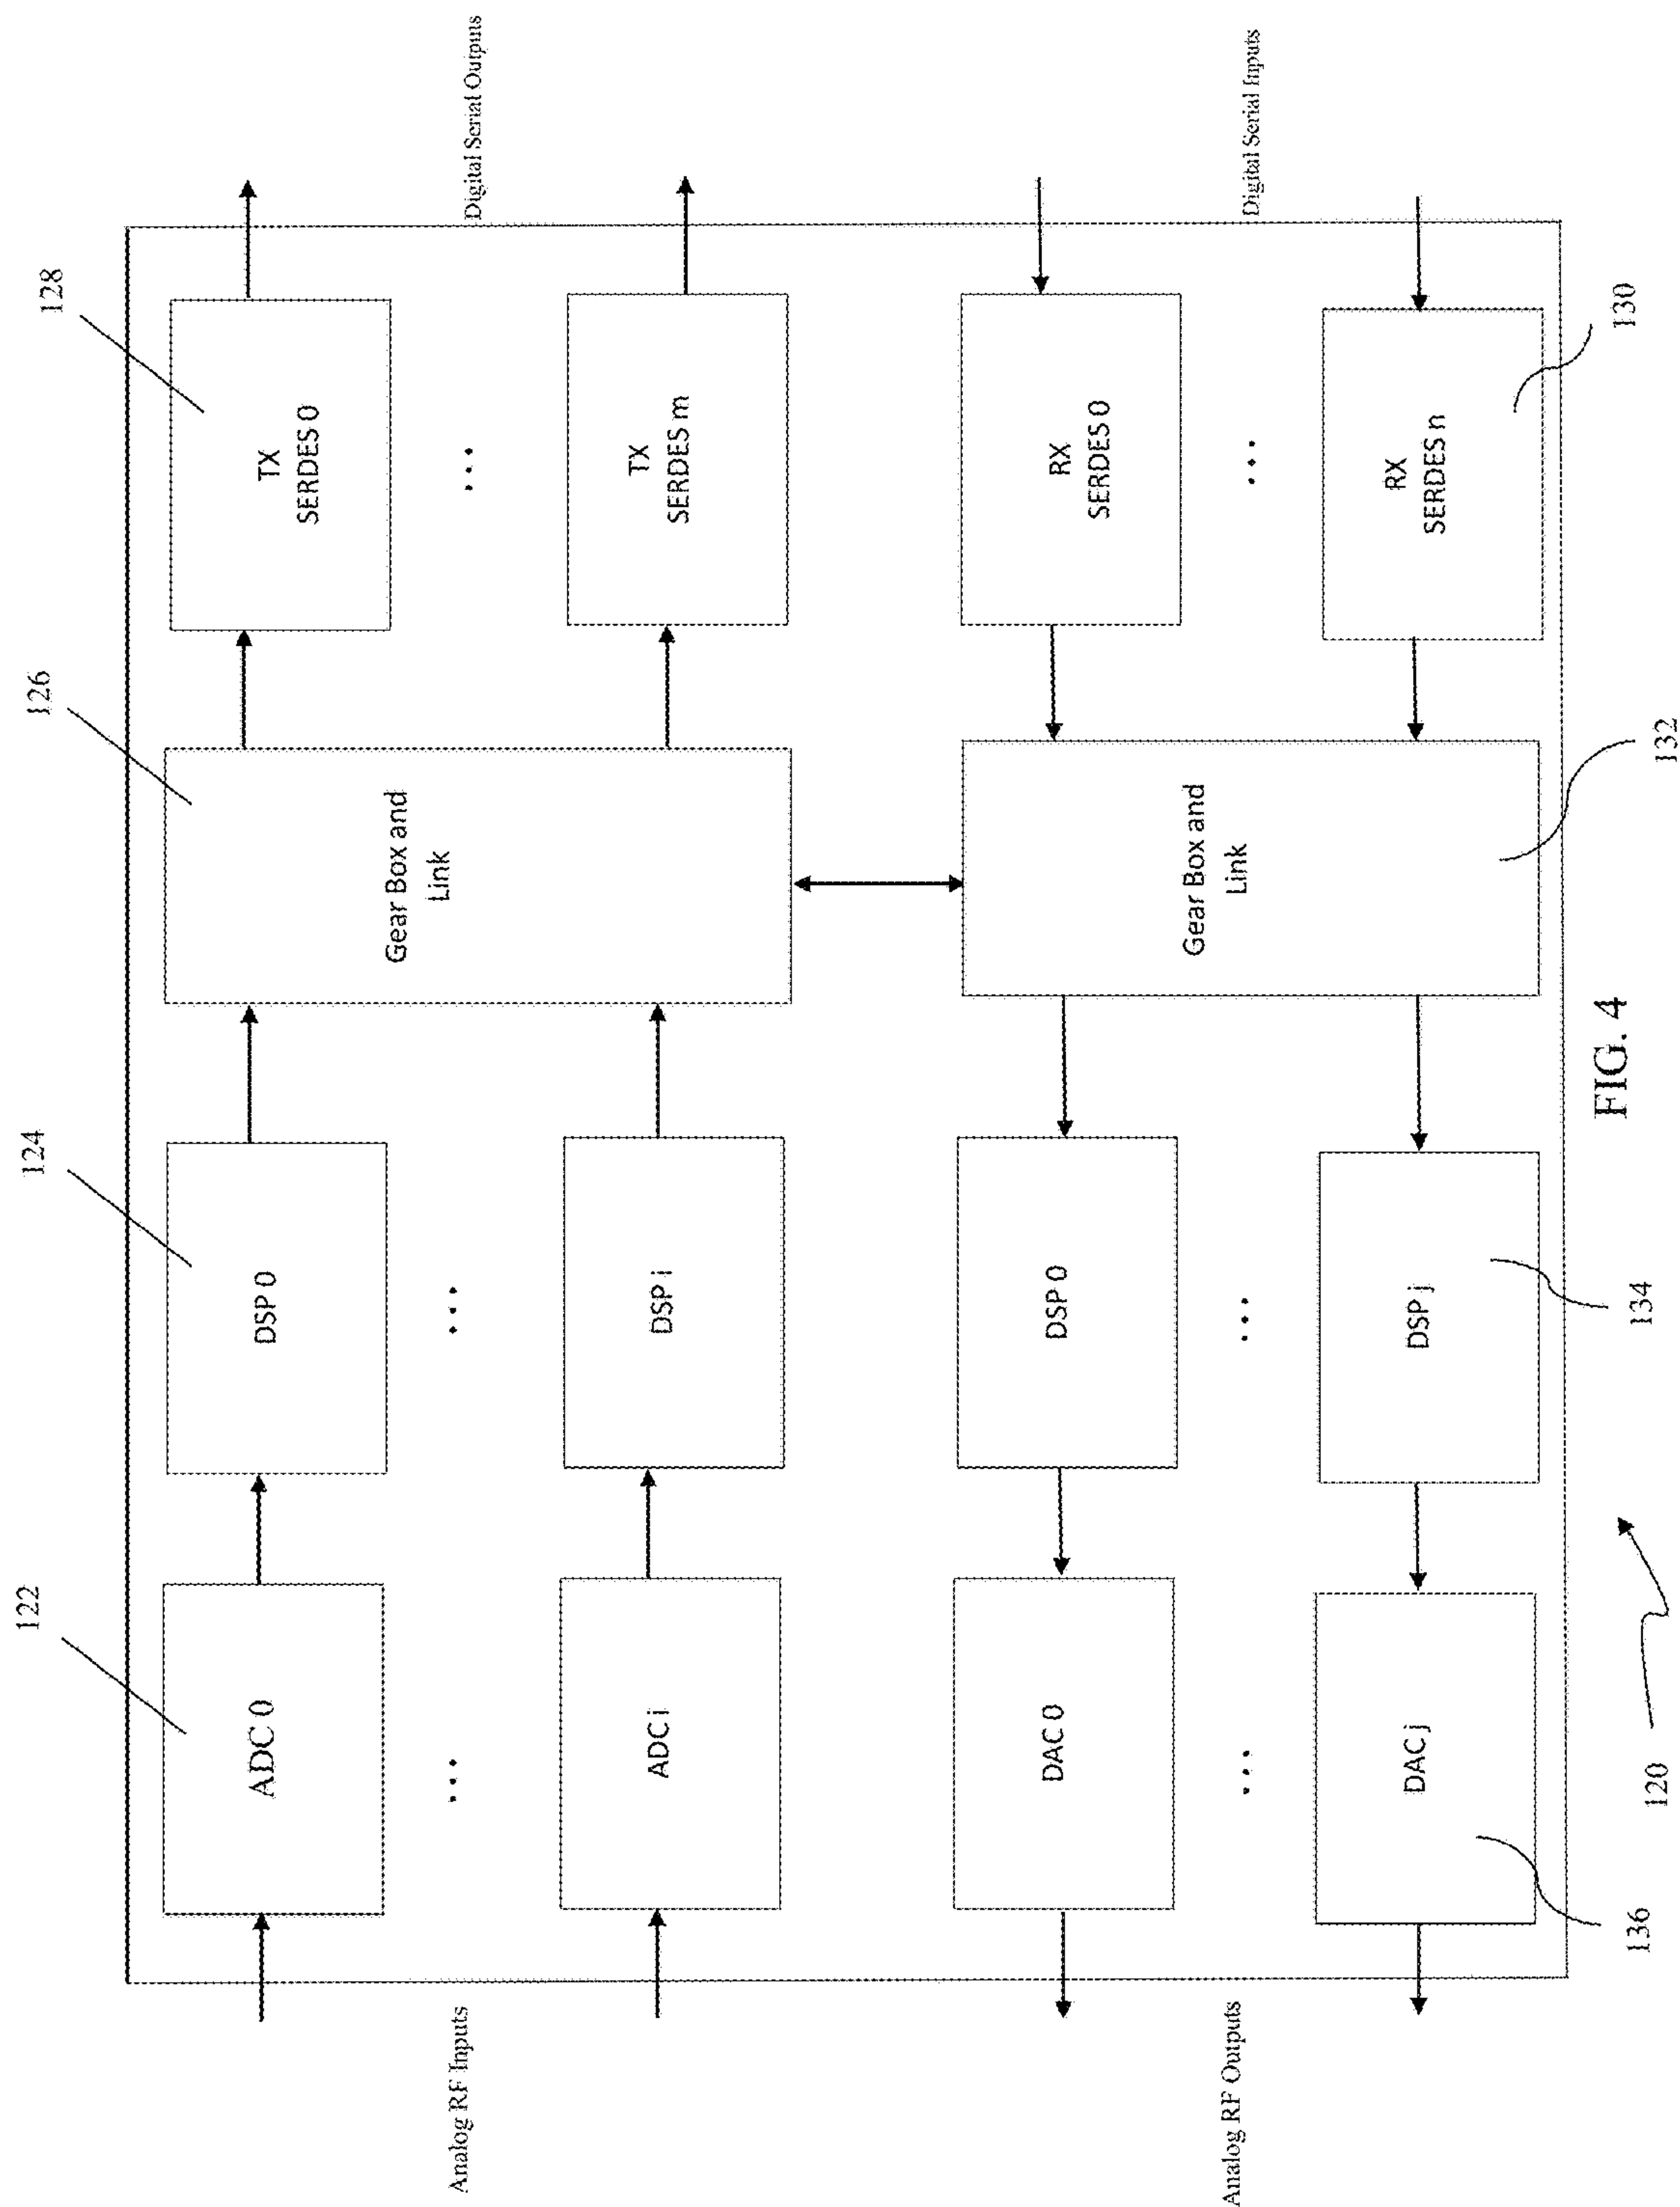 122
124
126
128
Analog RF Inputs
ADC 0
DSP 0
Gear Box and
Link
TX
SERDES 0
Digital Serial Outputs
...
...
...
ADC i
DSP i
TX
SERDES m
Analog RF Outputs
DAC 0
DSP 0
Gear Box and
Link
RX
SERDES 0
Digital Serial Inputs
...
...
...
DAC j
DSP j
RX
SERDES n
136
120
134
132
130
FIG. 4